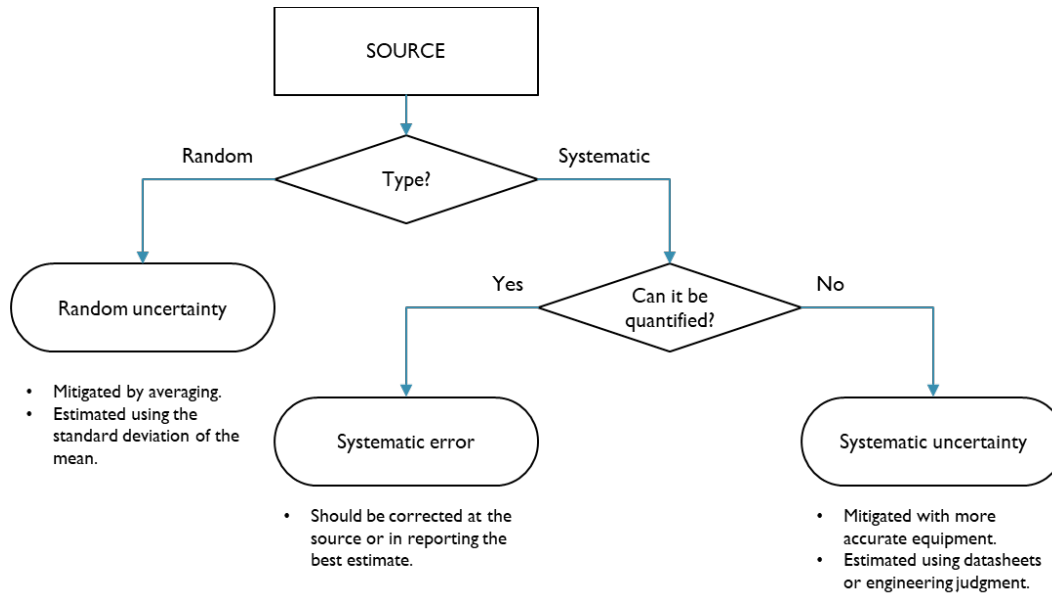 SOURCE
Random
Systematic
Type?
Yes
No
Can it be
quantified?
Random uncertainty
• Mitigated by averaging.
• Estimated using the
standard deviation of the
mean.
Systematic error
• Should be corrected at the
source or in reporting the
best estimate.
Systematic uncertainty
• Mitigated with more
accurate equipment.
• Estimated using datasheets
or engineering judgment.